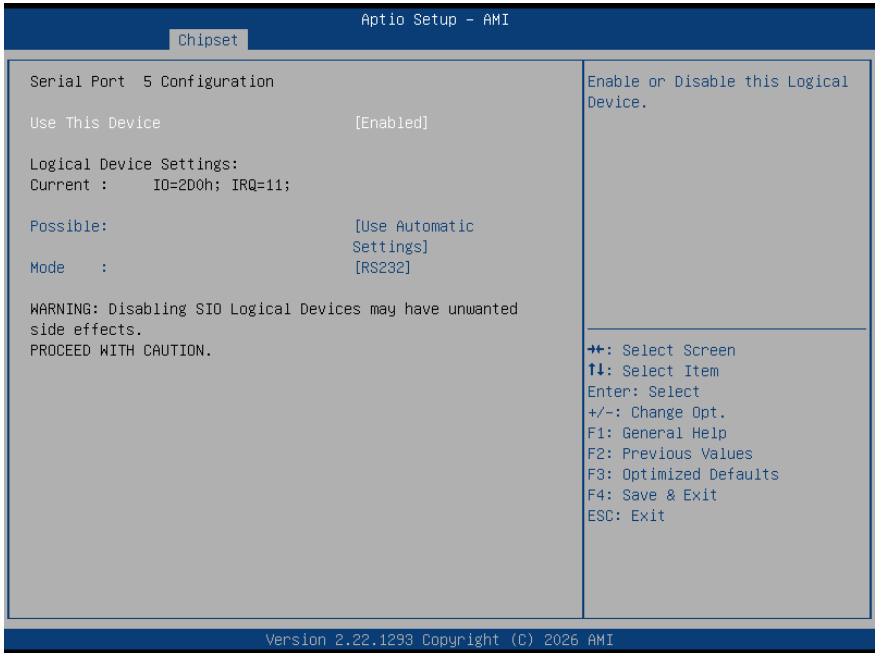 Aptio Setup – AMI
Chipset
Serial Port  5 Configuration
Use This Device [Enabled]
Logical Device Settings:
Current :    IO=2D0h; IRQ=11;
Possible: [Use Automatic
Settings]
Mode    : [RS232]
WARNING: Disabling SIO Logical Devices may have unwanted
side effects.
PROCEED WITH CAUTION.
Enable or Disable this Logical
Device.
→←: Select Screen
↑↓: Select Item
Enter: Select
+/-: Change Opt.
F1: General Help
F2: Previous Values
F3: Optimized Defaults
F4: Save & Exit
ESC: Exit
Version 2.22.1293 Copyright (C) 2026 AMI